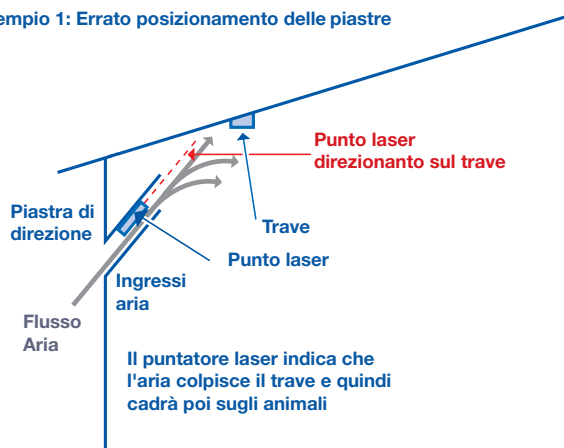 empio 1: Errato posizionamento delle piastre
Punto laser
direzionanto sul trave
Piastra di
direzione
Trave
Punto laser
Ingressi
aria
Flusso
Aria
Il puntatore laser indica che
l'aria colpisce il trave e quindi
cadrà poi sugli animali